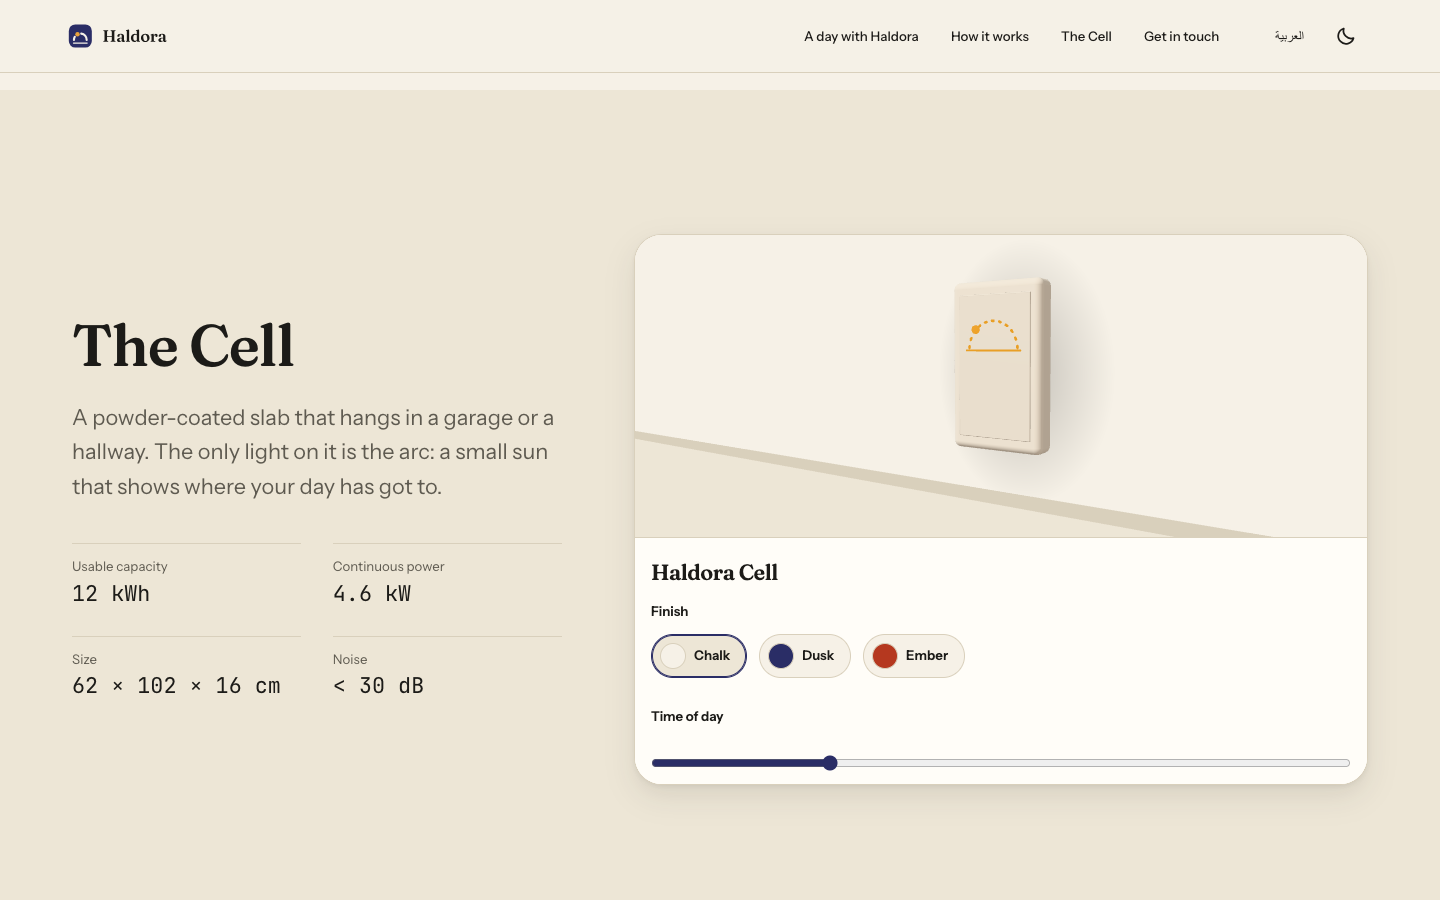 Haldora
A day with Haldora
How it works
The Cell
Get in touch
العربية
The Cell
A powder-coated slab that hangs in a garage or a
hallway. The only light on it is the arc: a small sun
that shows where your day has got to.
Usable capacity
12 kWh
Continuous power
4.6 kW
Size
62 × 102 × 16 cm
Noise
< 30 dB
Haldora Cell
Finish
Chalk
Dusk
Ember
Time of day